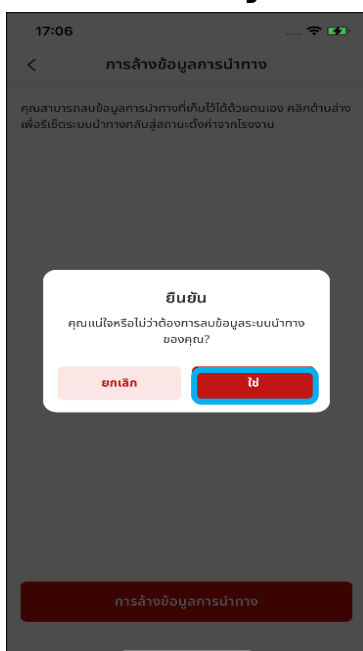 17:06
การล้างข้อมูลการนำทาง
คุณสามารถลบข้อมูลการนำทางที่เก็บไว้ได้ด้วยตนเอง คลิกด้านล่าง
เพื่อรีเซ็ตระบบนำทางกลับสู่สถานะตั้งค่าจากโรงงาน
ยืนยัน
คุณแน่ใจหรือไม่ว่าต้องการลบข้อมูลระบบนำทาง
ของคุณ?
ยกเลิก
ใช่
การล้างข้อมูลการนำทาง